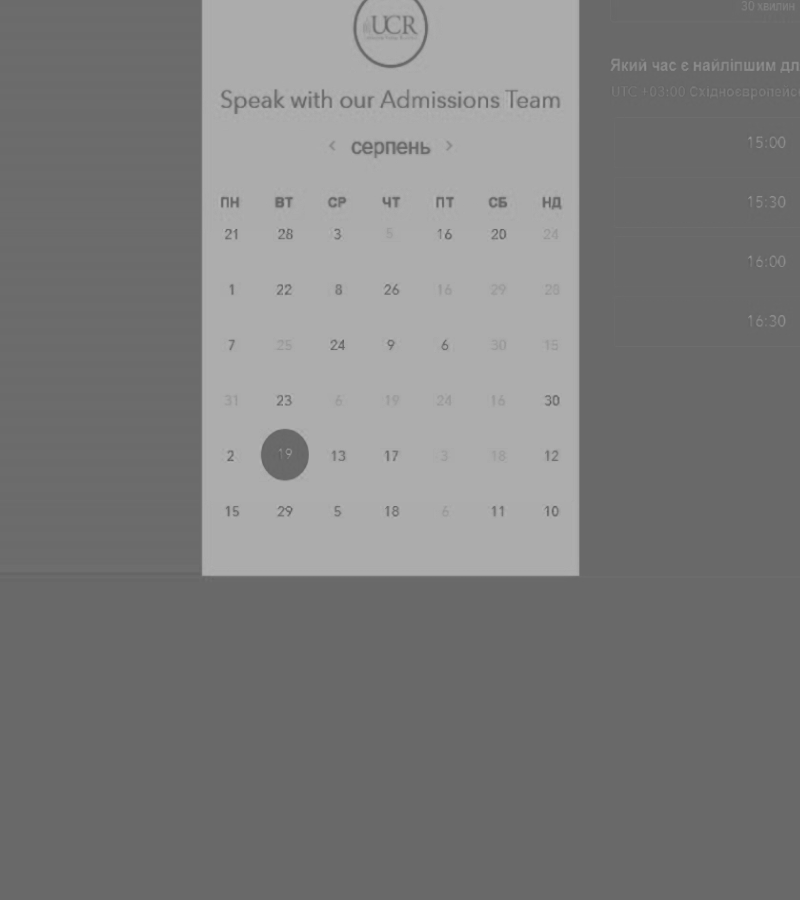 UCR
30 хвилин
Speak with our Admissions Team
Який час є найліпшим дл
UTC +03:00 Східноєвропейсь
< серпень >
15:00
ПН ВТ СР ЧТ ПТ СБ НД
15:30
21 28 3 5 16 20 24
16:00
1 22 8 26 16 29 28
16:30
7 25 24 9 6 30 15
31 23 6 19 24 16 30
2 19 13 17 3 18 12
15 29 5 18 6 11 10